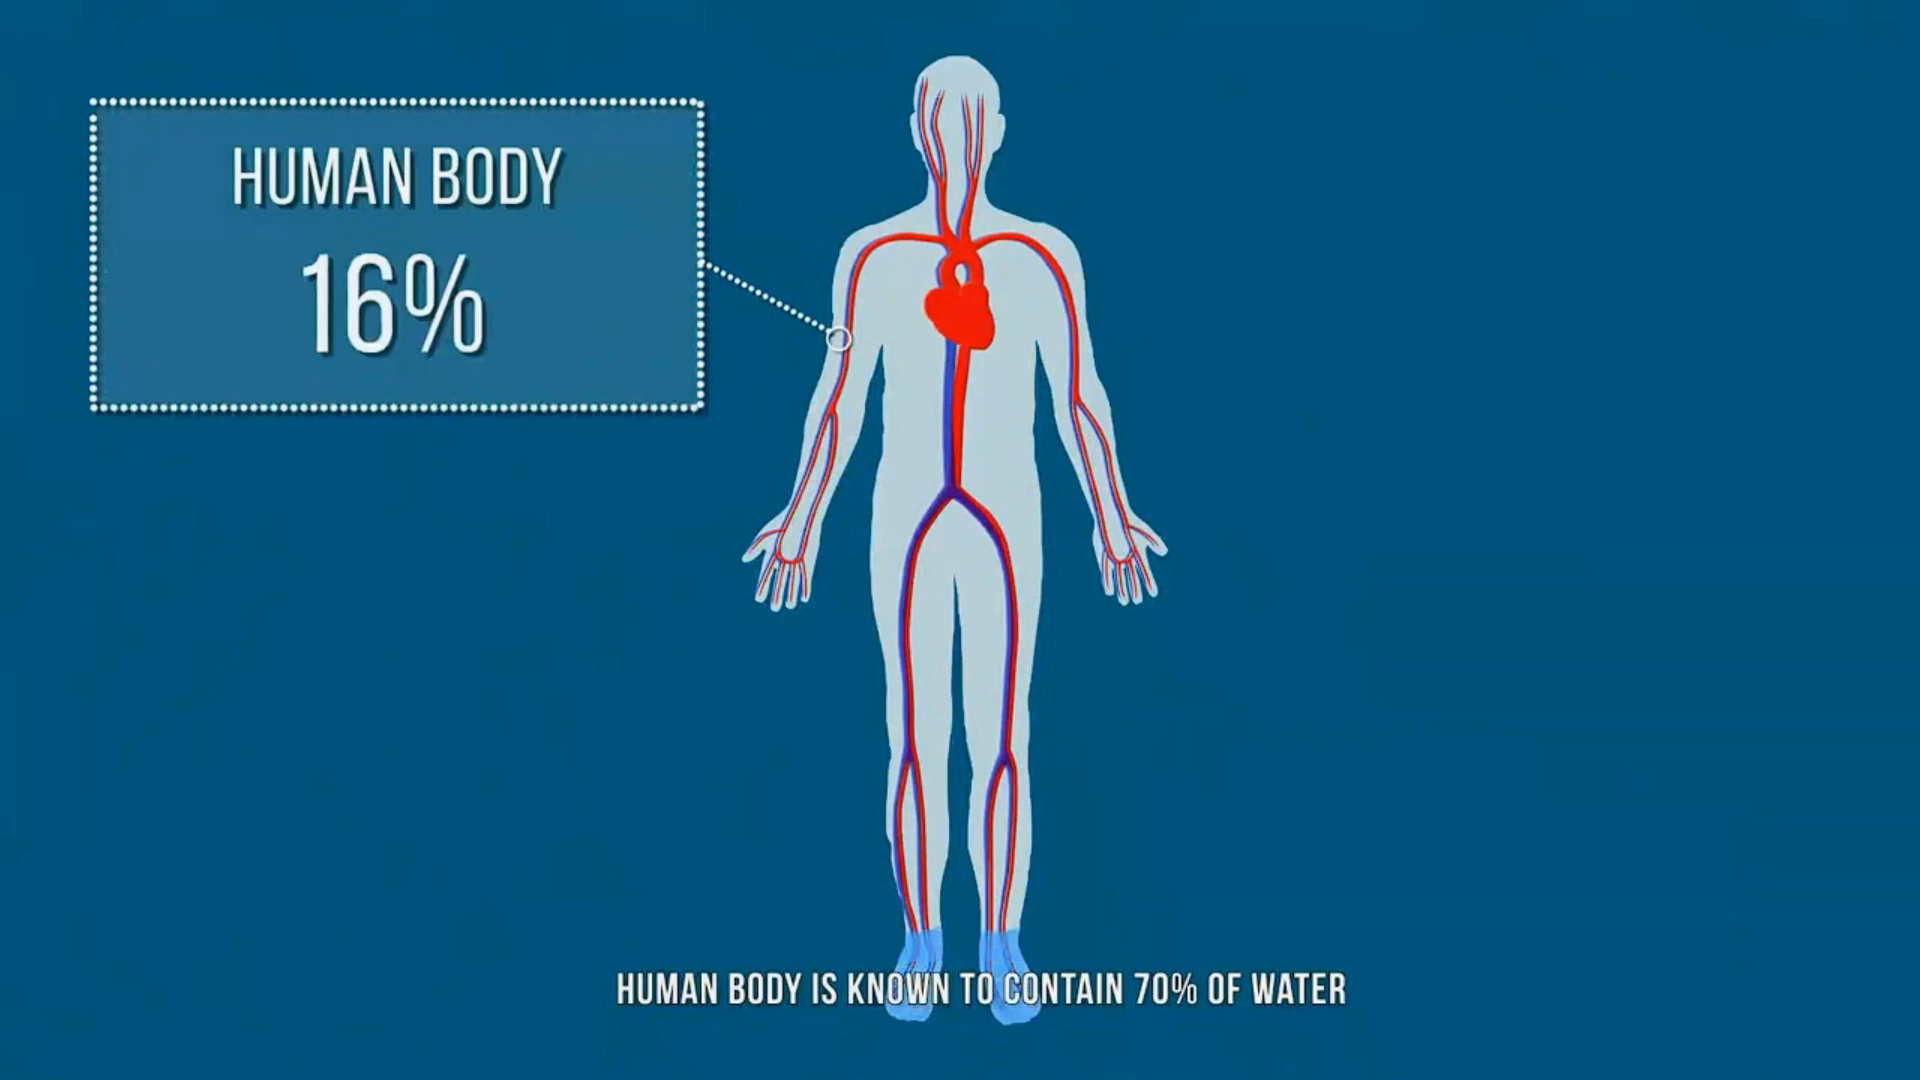 HUMAN BODY
16%
HUMAN BODY IS KNOWN TO CONTAIN 70% OF WATER